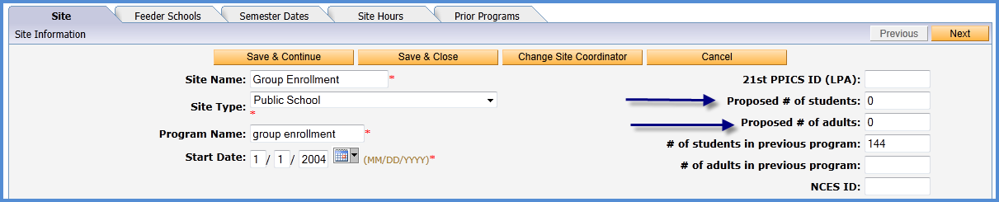 Site Feeder Schools Semester Dates Site Hours Prior Programs
Site Information Previous Next
Save & Continue Save & Close Change Site Coordinator Cancel
Site Name: Group Enrollment *
Site Type: Public School
*
Program Name: group enrollment *
Start Date: 1 / 1 / 2004 (MM/DD/YYYY)*
21st PPICS ID (LPA):
Proposed # of students: 0
Proposed # of adults: 0
# of students in previous program: 144
# of adults in previous program:
NCES ID: